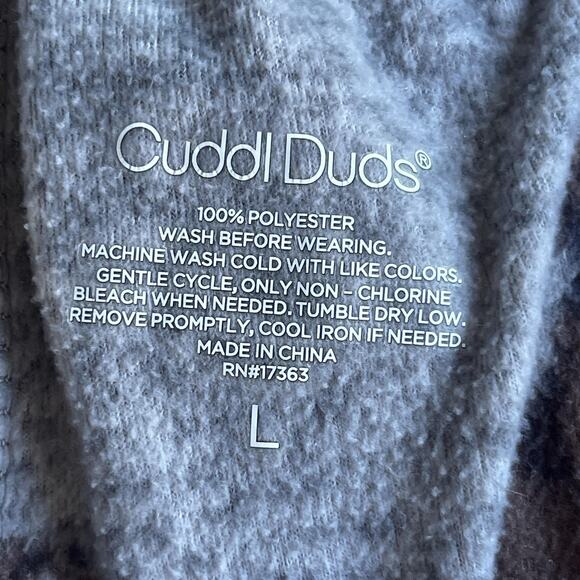 Cuddl Duds®
100% POLYESTER
WASH BEFORE WEARING.
MACHINE WASH COLD WITH LIKE COLORS.
GENTLE CYCLE, ONLY NON – CHLORINE
BLEACH WHEN NEEDED. TUMBLE DRY LOW.
REMOVE PROMPTLY, COOL IRON IF NEEDED.
MADE IN CHINA
RN#17363
L